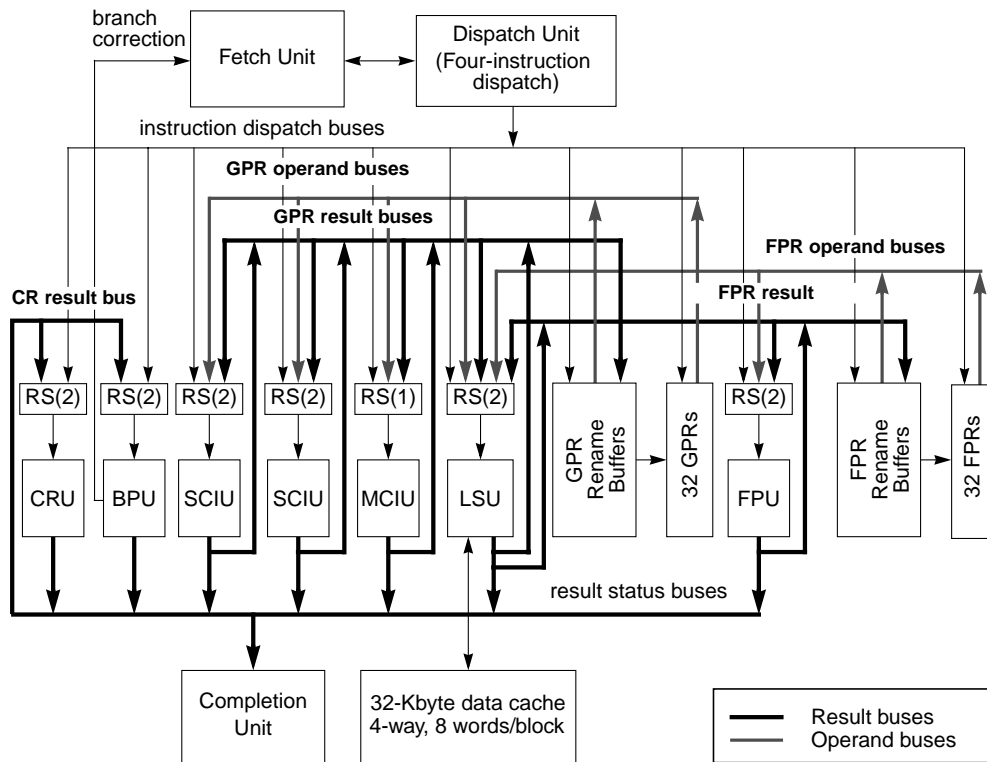 branch
correction
Fetch Unit
Dispatch Unit
(Four-instruction
dispatch)
instruction dispatch buses
GPR operand buses
GPR result buses
FPR operand buses
CR result bus
FPR result
RS(2)
RS(2)
RS(2)
RS(2)
RS(1)
RS(2)
RS(2)
CRU
BPU
SCIU
SCIU
MCIU
LSU
GPR
Rename
Buffers
32 GPRs
FPU
FPR
Rename
Buffers
32 FPRs
result status buses
Completion
Unit
32-Kbyte data cache
4-way, 8 words/block
Result buses
Operand buses